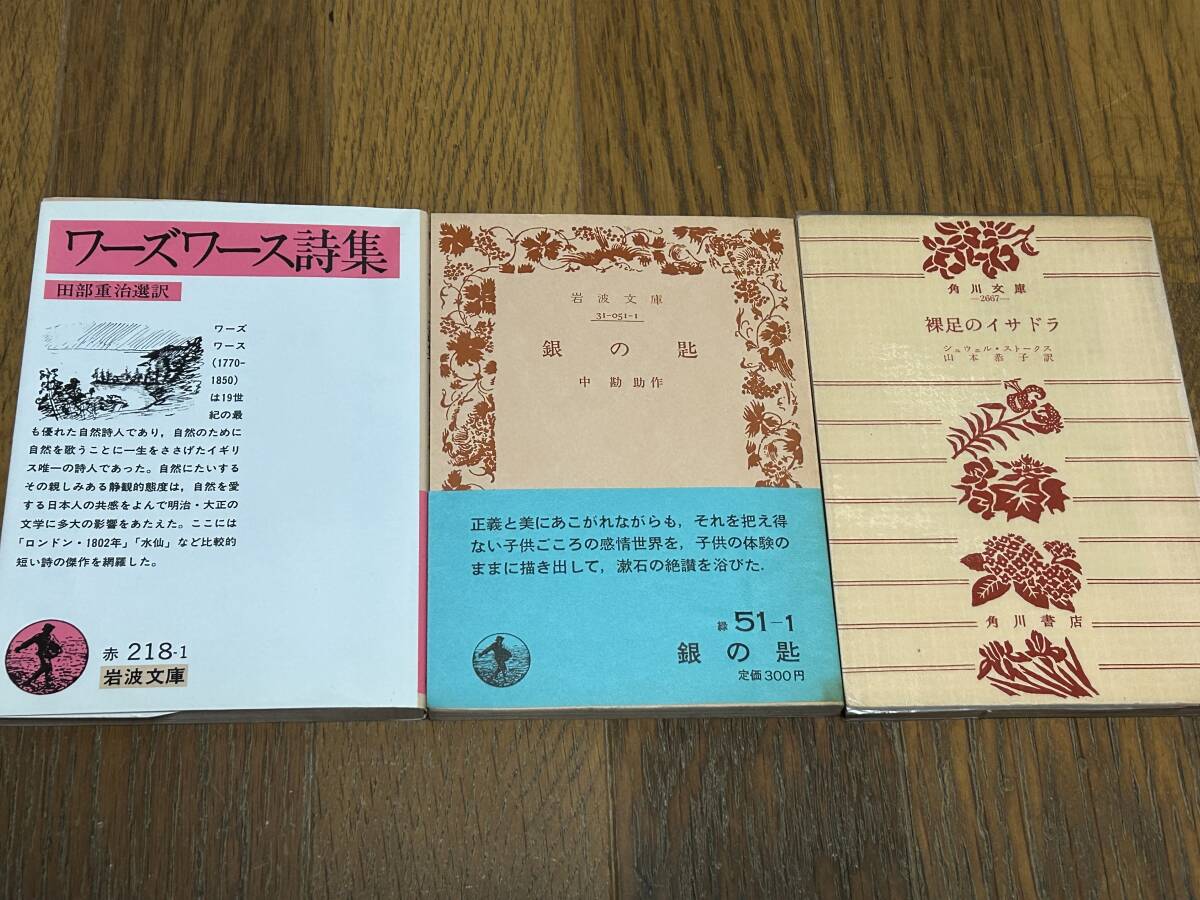 ワーズワース詩集
田部重治選訳
ワーズ
ワース
(1770-
1850)
は19世
紀の最
も優れた自然詩人であり，自然のために
自然を歌うことに一生をささげたイギリ
ス唯一の詩人であった。自然にたいする
その親しみある静観的態度は，自然を愛
する日本人の共感をよんで明治・大正の
文学に多大の影響をあたえた。ここには
「ロンドン・1802年」「水仙」など比較的
短い詩の傑作を網羅した。
赤 218-1
岩波文庫
岩波文庫
31-051-1
銀の匙
中勘助作
正義と美にあこがれながらも，それを把え得
ない子供ごころの感情世界を，子供の体験の
ままに描き出して，漱石の絶讃を浴びた．
緑 51-1
銀の匙
定価300円
角川文庫
—2667—
裸足のイサドラ
シュウェル・ストークス
山本恭子訳
角川書店